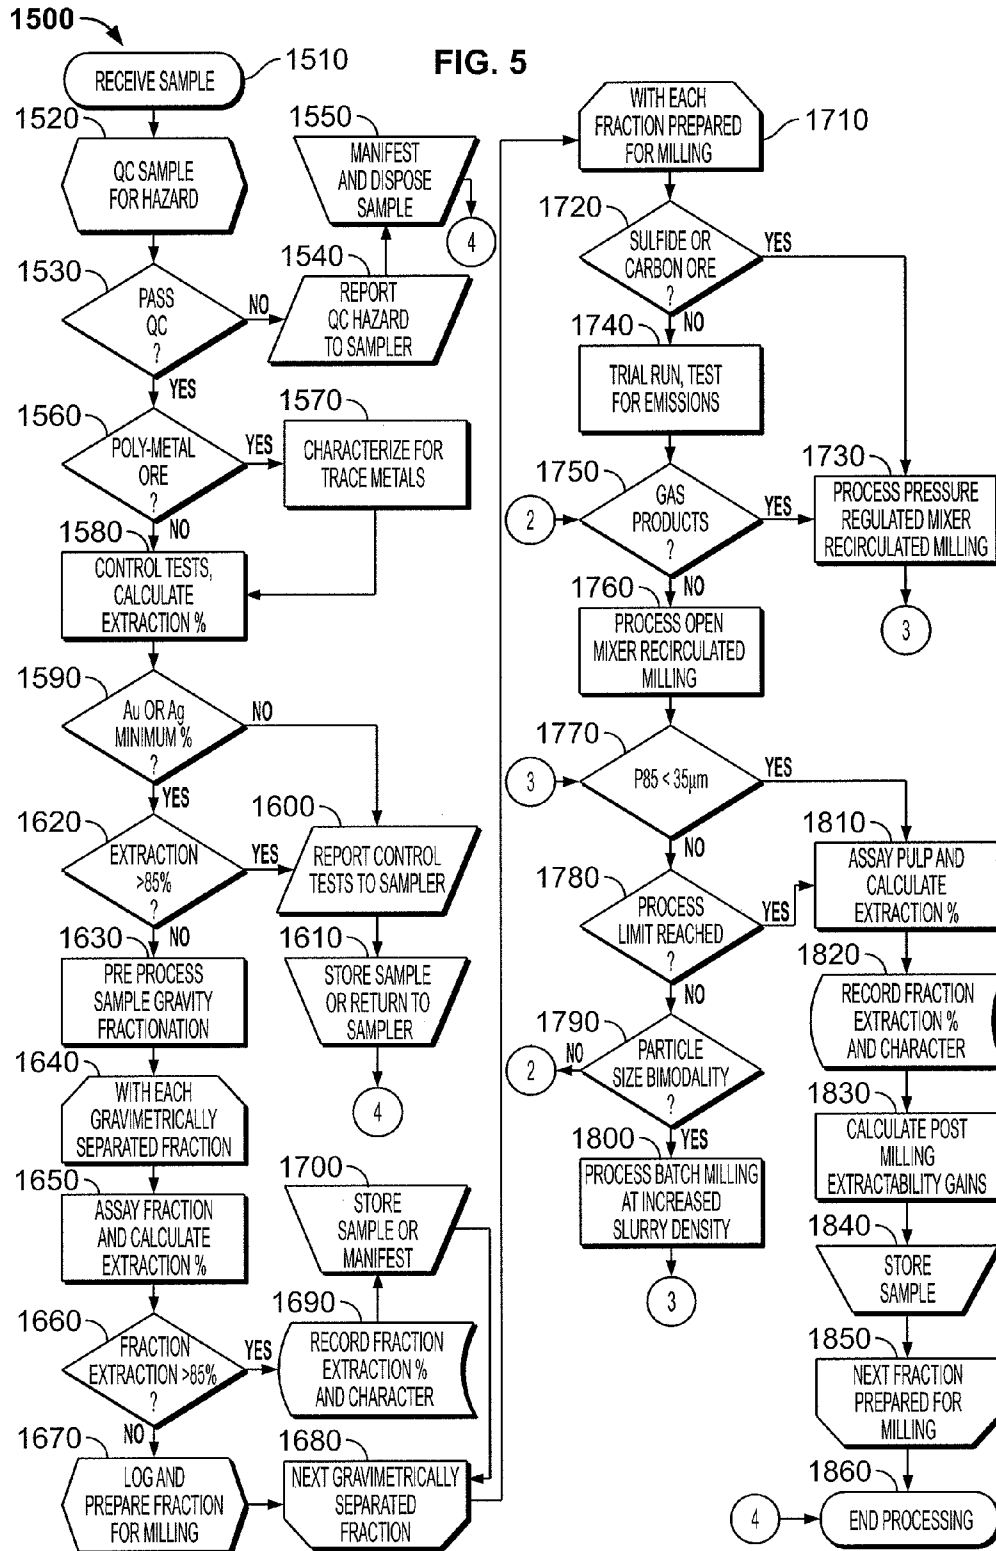 1500
FIG. 5
1510
RECEIVE SAMPLE
1520
QC SAMPLE
FOR HAZARD
1530
PASS
QC
?
NO
YES
1540
REPORT
QC HAZARD
TO SAMPLER
1550
MANIFEST
AND DISPOSE
SAMPLE
4
1560
POLY-METAL
ORE
?
YES
NO
1570
CHARACTERIZE FOR
TRACE METALS
1580
CONTROL TESTS,
CALCULATE
EXTRACTION %
1590
Au OR Ag
MINIMUM %
?
NO
YES
1600
REPORT CONTROL
TESTS TO SAMPLER
1610
STORE SAMPLE
OR RETURN TO
SAMPLER
4
1620
EXTRACTION
>85%
?
YES
NO
1630
PRE PROCESS
SAMPLE GRAVITY
FRACTIONATION
1640
WITH EACH
GRAVIMETRICALLY
SEPARATED FRACTION
1650
ASSAY FRACTION
AND CALCULATE
EXTRACTION %
1660
FRACTION
EXTRACTION >85%
?
YES
NO
1670
LOG AND
PREPARE FRACTION
FOR MILLING
1680
NEXT GRAVIMETRICALLY
SEPARATED
FRACTION
1690
RECORD FRACTION
EXTRACTION %
AND CHARACTER
1700
STORE
SAMPLE OR
MANIFEST
1710
WITH EACH
FRACTION PREPARED
FOR MILLING
1720
SULFIDE OR
CARBON ORE
?
YES
NO
1730
PROCESS PRESSURE
REGULATED MIXER
RECIRCULATED MILLING
3
1740
TRIAL RUN, TEST
FOR EMISSIONS
1750
2
GAS
PRODUCTS
?
YES
NO
1760
PROCESS OPEN
MIXER RECIRCULATED
MILLING
1770
3
P85 < 35µm
YES
NO
1780
PROCESS
LIMIT REACHED
?
YES
NO
1790
PARTICLE
SIZE BIMODALITY
?
NO
2
YES
1800
PROCESS BATCH MILLING
AT INCREASED
SLURRY DENSITY
3
1810
ASSAY PULP AND
CALCULATE
EXTRACTION %
1820
RECORD FRACTION
EXTRACTION %
AND CHARACTER
1830
CALCULATE POST
MILLING
EXTRACTABILITY GAINS
1840
STORE
SAMPLE
1850
NEXT FRACTION
PREPARED FOR
MILLING
1860
4
END PROCESSING